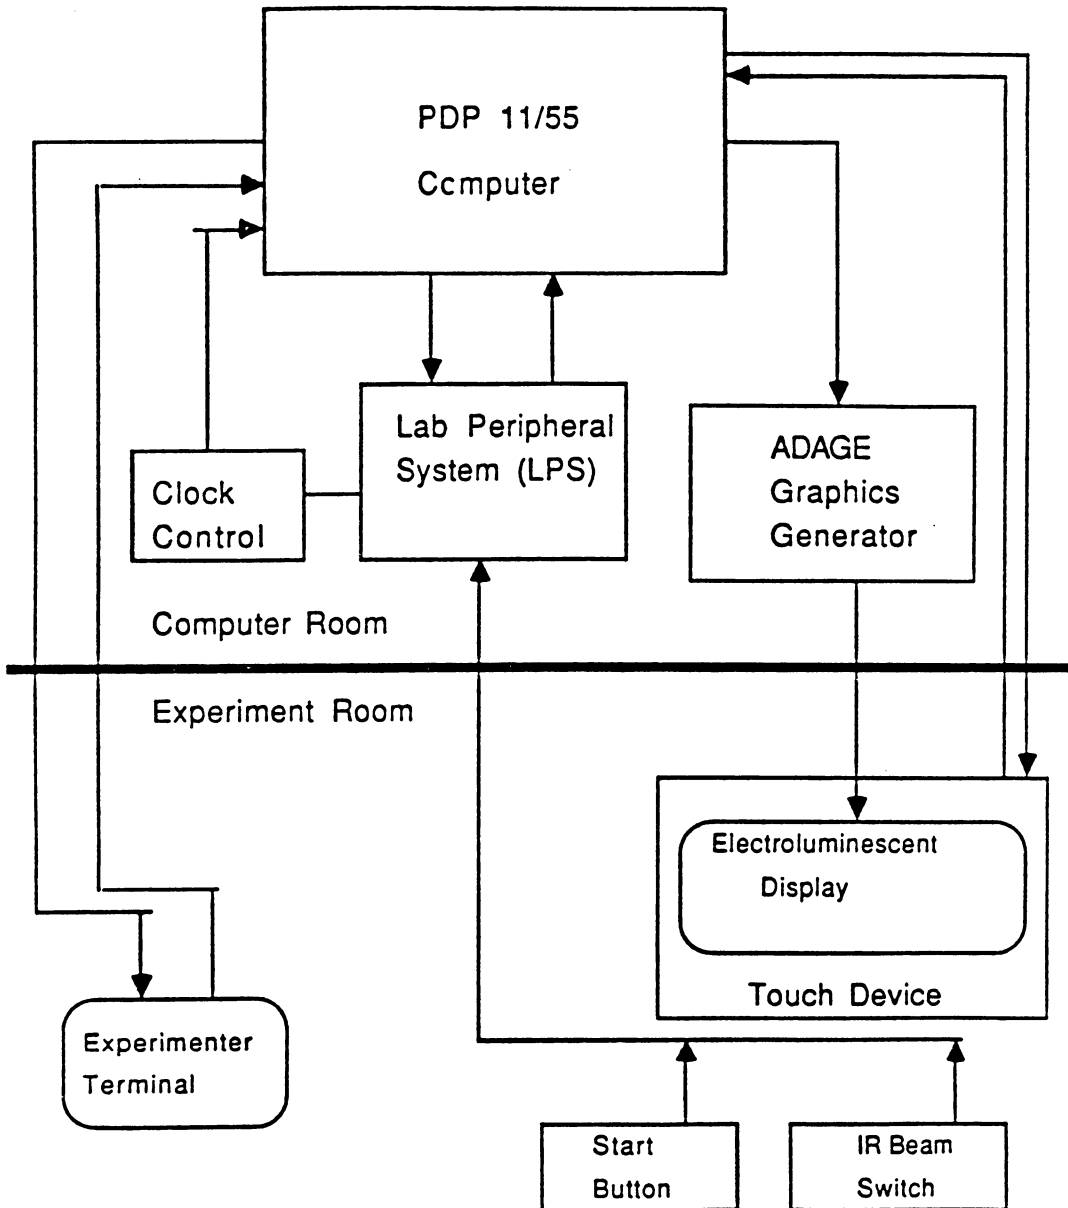 PDP 11/55
Ccmputer
Lab Peripheral
System (LPS)
Clock
Control
ADAGE
Graphics
Generator
Computer Room
Experiment Room
Electroluminescent
Display
Touch Device
Experimenter
Terminal
Start
Button
IR Beam
Switch